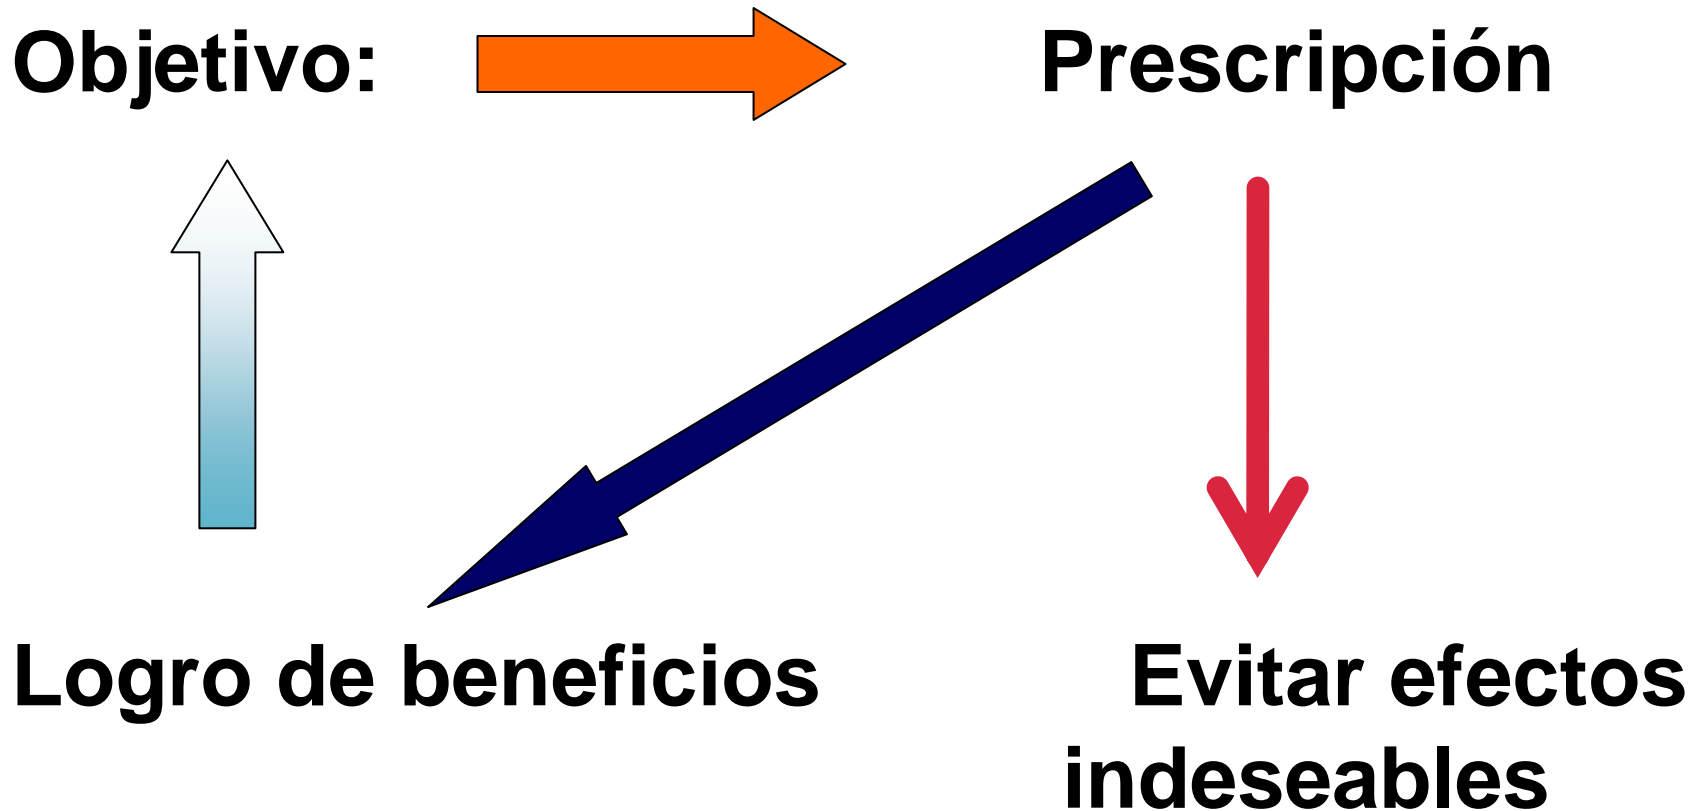 Objetivo: Prescripción
Logro de beneficios Evitar efectos
indeseables